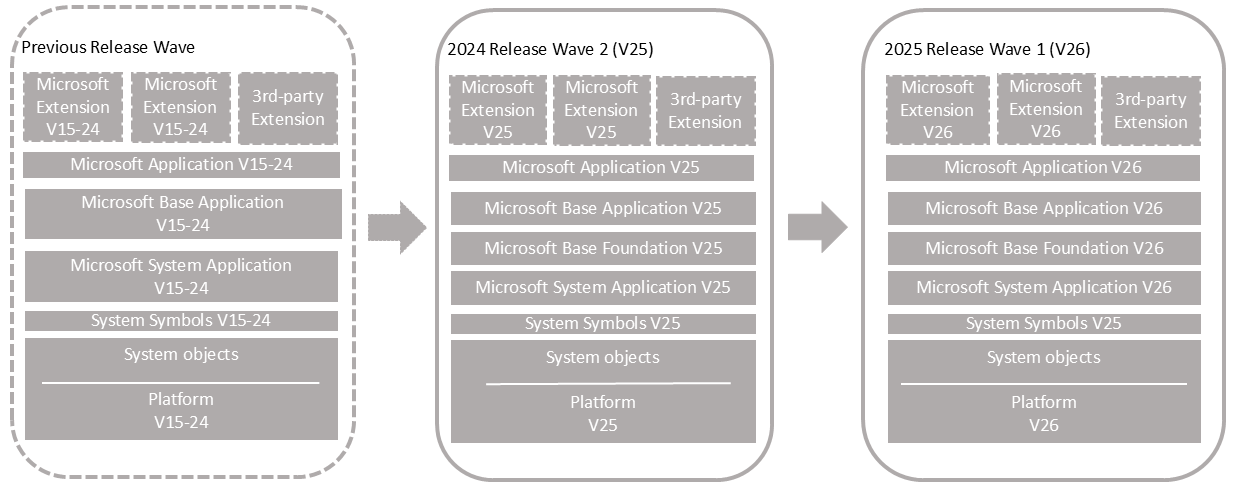 Previous Release Wave
Microsoft
Extension
V15-24
Microsoft
Extension
V15-24
3rd-party
Extension
Microsoft Application V15-24
Microsoft Base Application
V15-24
Microsoft System Application
V15-24
System Symbols V15-24
System objects
Platform
V15-24
2024 Release Wave 2 (V25)
Microsoft
Extension
V25
Microsoft
Extension
V25
3rd-party
Extension
Microsoft Application V25
Microsoft Base Application V25
Microsoft Base Foundation V25
Microsoft System Application V25
System Symbols V25
System objects
Platform
V25
2025 Release Wave 1 (V26)
Microsoft
Extension
V26
Microsoft
Extension
V26
3rd-party
Extension
Microsoft Application V26
Microsoft Base Application V26
Microsoft Base Foundation V26
Microsoft System Application V26
System Symbols V25
System objects
Platform
V26